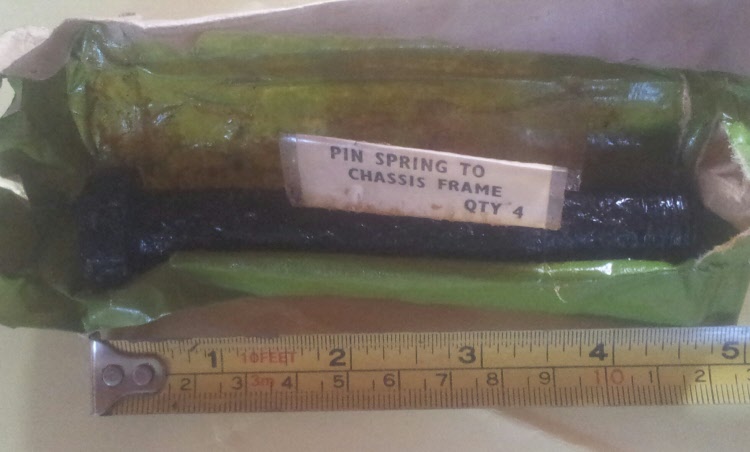 PIN SPRING TO
CHASSIS FRAME
QTY 4
1 10FEET 2 3 4 5
2 3 3m 4 5 6 7 8 9 10 1 2